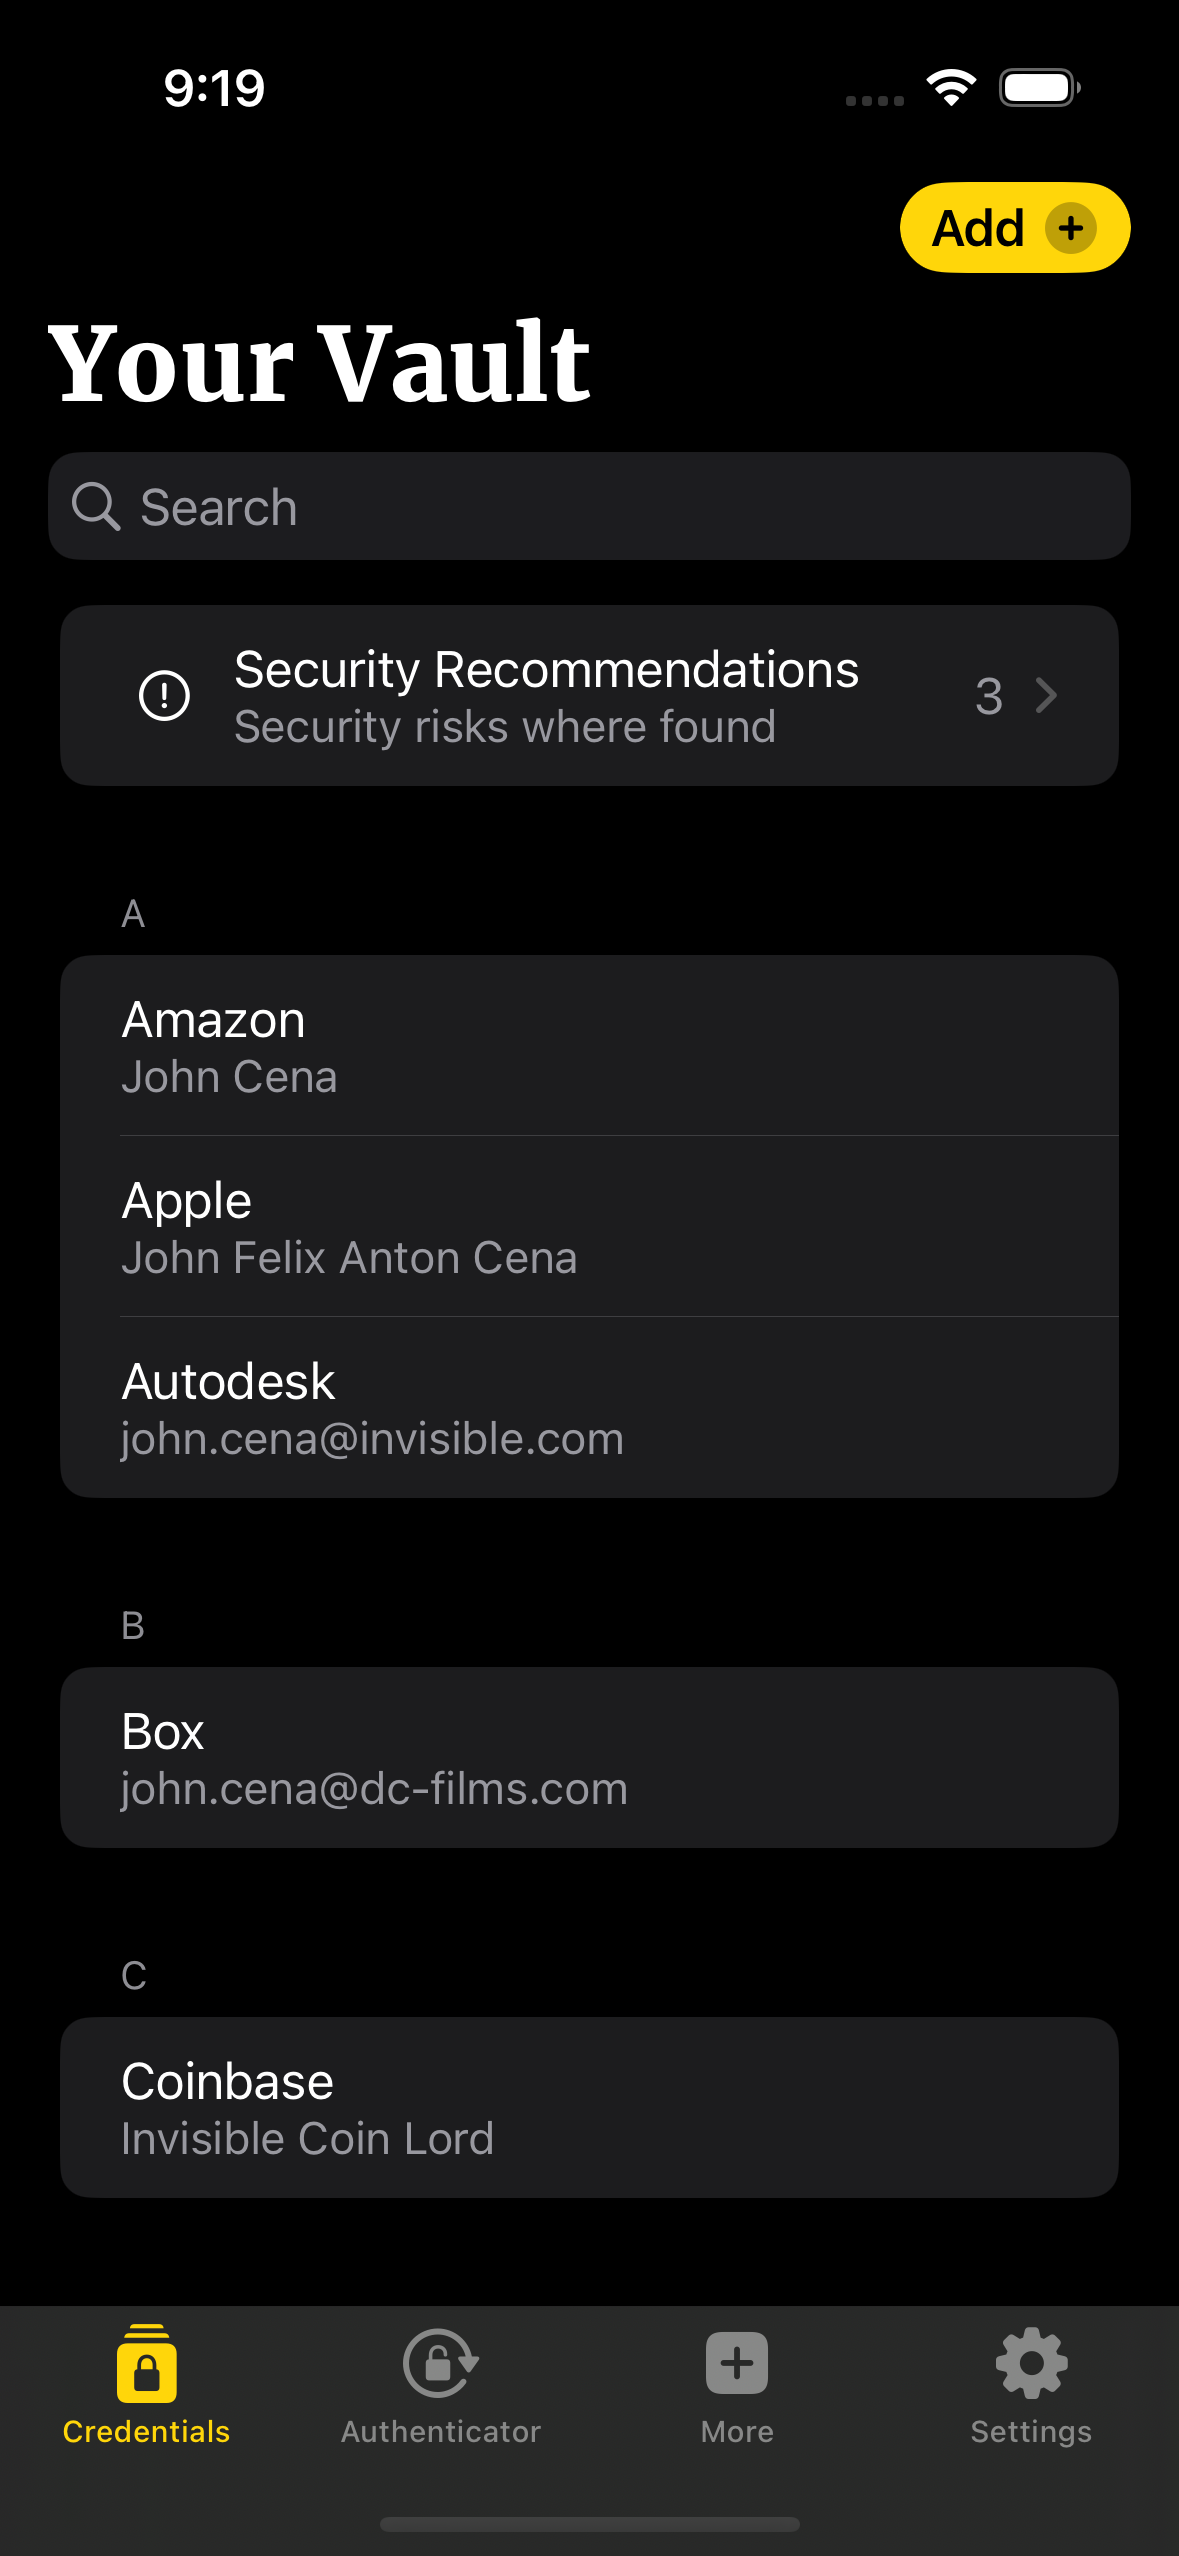 9:19
Add
Your Vault
Search
Security Recommendations
Security risks where found
3
A
Amazon
John Cena
Apple
John Felix Anton Cena
Autodesk
john.cena@invisible.com
B
Box
john.cena@dc-films.com
C
Coinbase
Invisible Coin Lord
Credentials
Authenticator
More
Settings